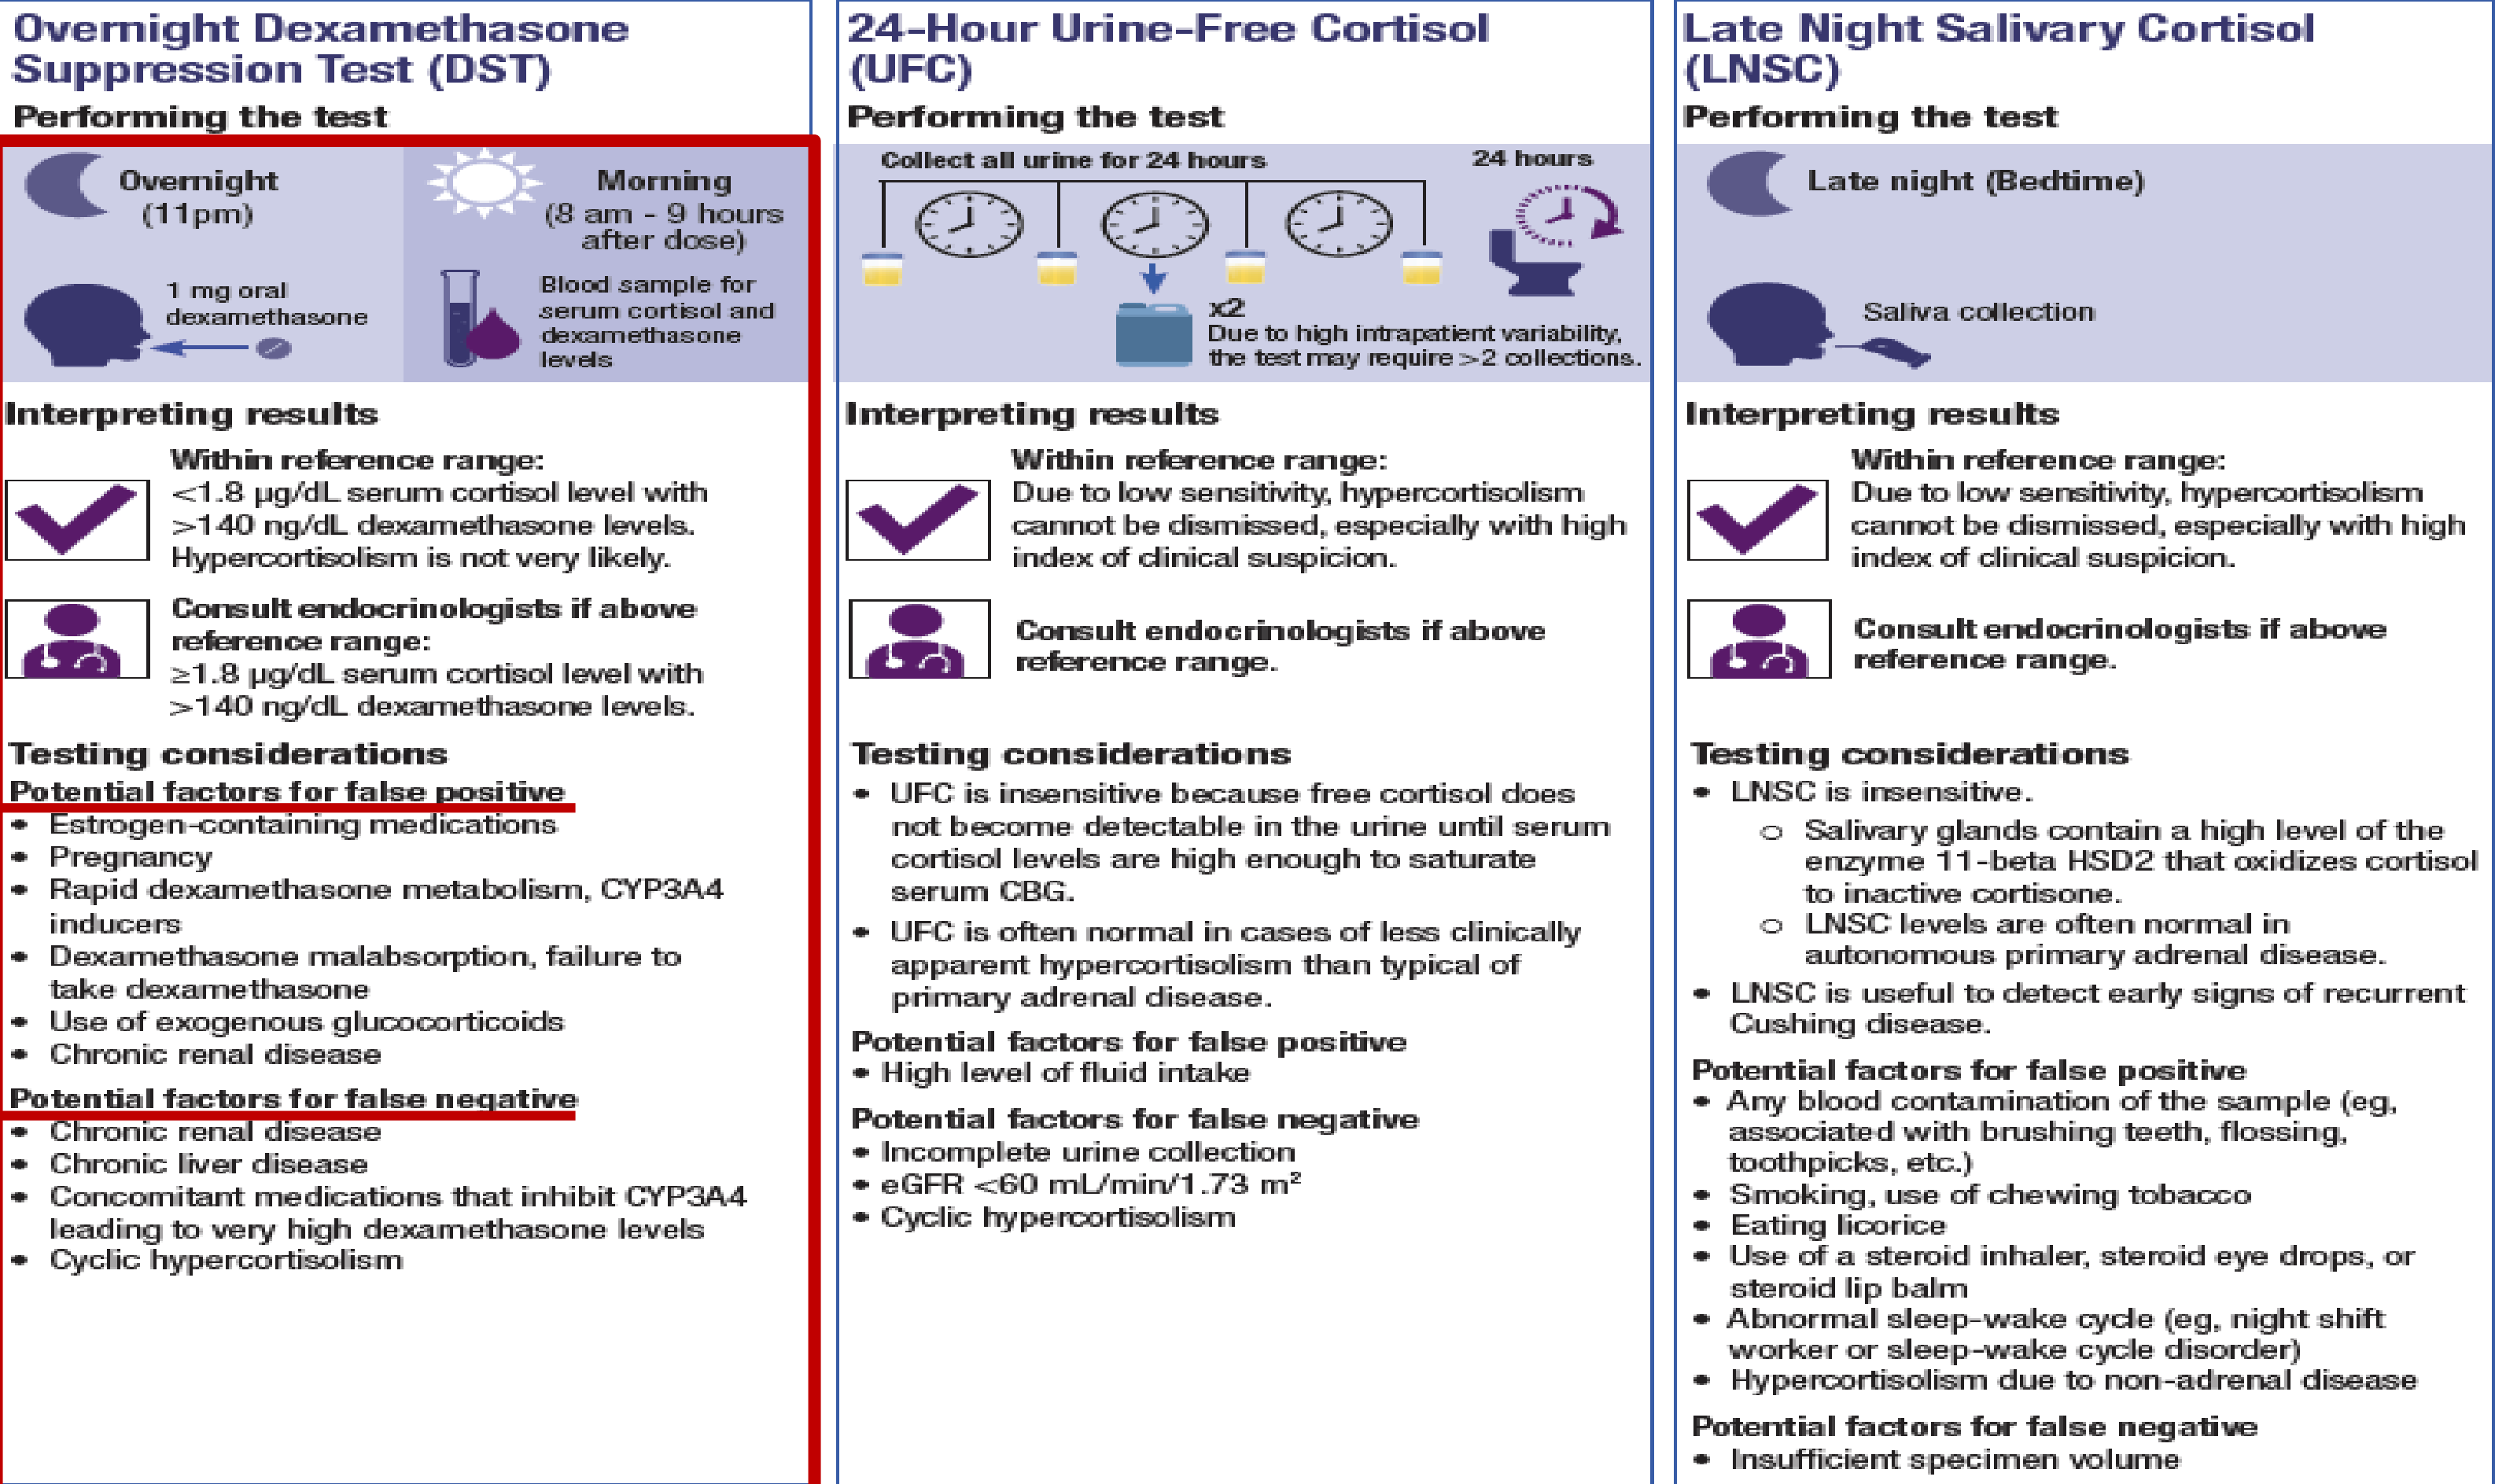 Overnight Dexamethasone
Suppression Test (DST)
Performing the test
Overnight
(11pm)
1 mg oral
dexamethasone
Morning
(8 am - 9 hours
after dose)
Blood sample for
serum cortisol and
dexamethasone
levels
Interpreting results
Within reference range:
<1.8 µg/dL serum cortisol level with
>140 ng/dL dexamethasone levels.
Hypercortisolism is not very likely.
Consult endocrinologists if above
reference range:
≥1.8 µg/dL serum cortisol level with
>140 ng/dL dexamethasone levels.
Testing considerations
Potential factors for false positive
• Estrogen-containing medications
• Pregnancy
• Rapid dexamethasone metabolism, CYP3A4
inducers
• Dexamethasone malabsorption, failure to
take dexamethasone
• Use of exogenous glucocorticoids
• Chronic renal disease
Potential factors for false negative
• Chronic renal disease
• Chronic liver disease
• Concomitant medications that inhibit CYP3A4
leading to very high dexamethasone levels
• Cyclic hypercortisolism
24-Hour Urine-Free Cortisol
(UFC)
Performing the test
Collect all urine for 24 hours
24 hours
x2
Due to high intrapatient variability,
the test may require >2 collections.
Interpreting results
Within reference range:
Due to low sensitivity, hypercortisolism
cannot be dismissed, especially with high
index of clinical suspicion.
Consult endocrinologists if above
reference range.
Testing considerations
• UFC is insensitive because free cortisol does
not become detectable in the urine until serum
cortisol levels are high enough to saturate
serum CBG.
• UFC is often normal in cases of less clinically
apparent hypercortisolism than typical of
primary adrenal disease.
Potential factors for false positive
• High level of fluid intake
Potential factors for false negative
• Incomplete urine collection
• eGFR <60 mL/min/1.73 m²
• Cyclic hypercortisolism
Late Night Salivary Cortisol
(LNSC)
Performing the test
Late night (Bedtime)
Saliva collection
Interpreting results
Within reference range:
Due to low sensitivity, hypercortisolism
cannot be dismissed, especially with high
index of clinical suspicion.
Consult endocrinologists if above
reference range.
Testing considerations
• LNSC is insensitive.
○ Salivary glands contain a high level of the
enzyme 11-beta HSD2 that oxidizes cortisol
to inactive cortisone.
○ LNSC levels are often normal in
autonomous primary adrenal disease.
• LNSC is useful to detect early signs of recurrent
Cushing disease.
Potential factors for false positive
• Any blood contamination of the sample (eg,
associated with brushing teeth, flossing,
toothpicks, etc.)
• Smoking, use of chewing tobacco
• Eating licorice
• Use of a steroid inhaler, steroid eye drops, or
steroid lip balm
• Abnormal sleep-wake cycle (eg, night shift
worker or sleep-wake cycle disorder)
• Hypercortisolism due to non-adrenal disease
Potential factors for false negative
• Insufficient specimen volume